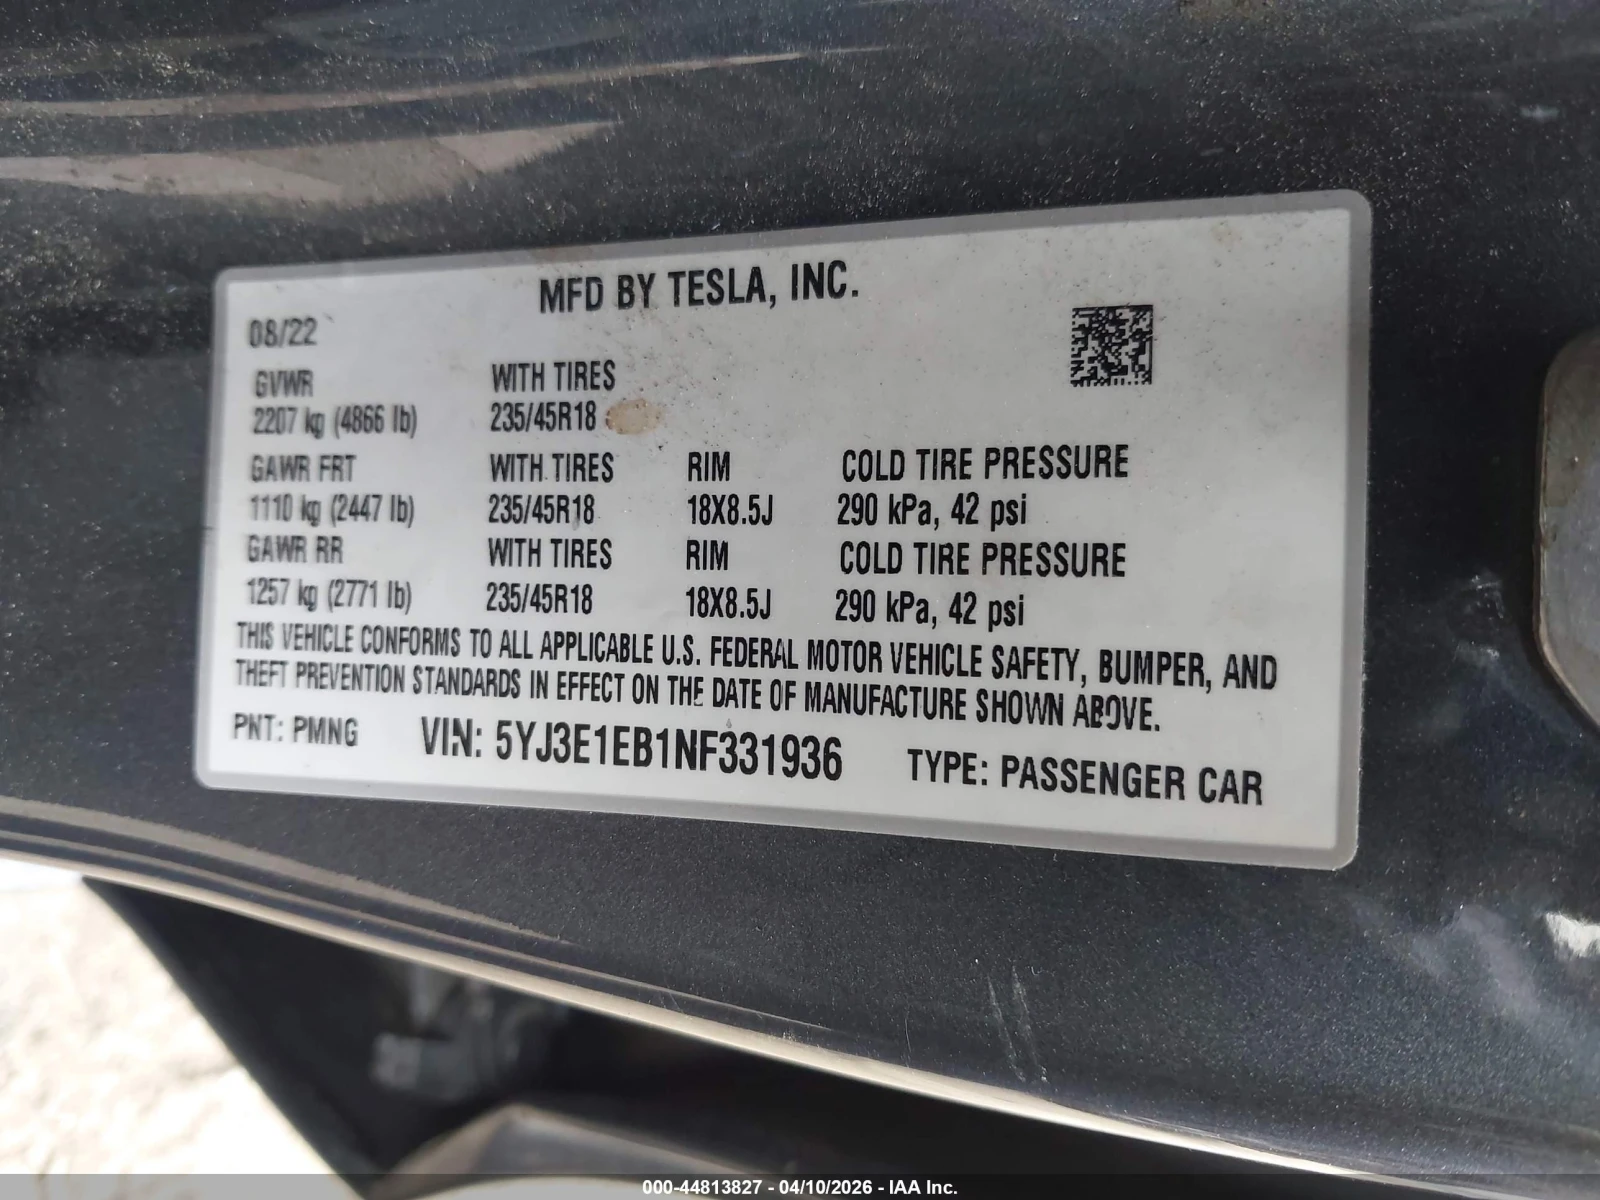 MFD BY TESLA, INC.
08/22
GVWR WITH TIRES
2207 kg (4866 lb) 235/45R18
GAWR FRT WITH TIRES RIM COLD TIRE PRESSURE
1110 kg (2447 lb) 235/45R18 18X8.5J 290 kPa, 42 psi
GAWR RR WITH TIRES RIM COLD TIRE PRESSURE
1257 kg (2771 lb) 235/45R18 18X8.5J 290 kPa, 42 psi
THIS VEHICLE CONFORMS TO ALL APPLICABLE U.S. FEDERAL MOTOR VEHICLE SAFETY, BUMPER, AND
THEFT PREVENTION STANDARDS IN EFFECT ON THE DATE OF MANUFACTURE SHOWN ABOVE.
PNT: PMNG VIN: 5YJ3E1EB1NF331936 TYPE: PASSENGER CAR
000-44813827 - 04/10/2026 - IAA Inc.